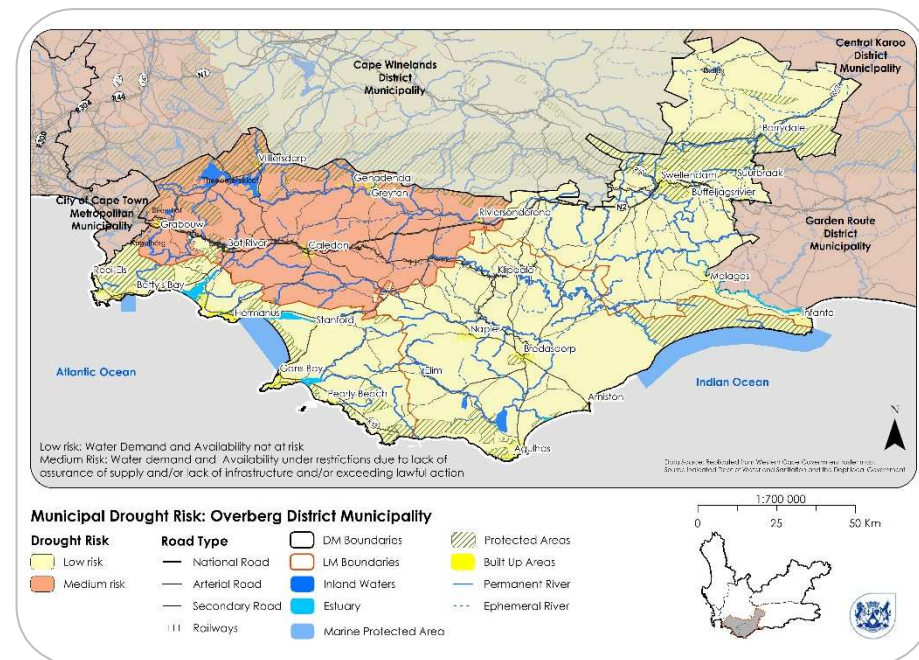 Central Karoo
District
Municipality
Cape Winelands
District
Municipality
N1
R304
R44
Barrydale
Villiersdorp
Genadendal
Greyton
Swellendam
Suurbraak
Buffeljagsrivier
City of Cape Town
Metropolitan
Municipality
Grabouw
Riviersonderend
N2
Garden Route
District
Municipality
Bot River
Caledon
Klipdale
Malagas
Betty's Bay
Hermanus
Stanford
Infanta
Napier
Bredasdorp
Atlantic Ocean
Gans Bay
Elim
Indian Ocean
Pearly Beach
Arniston
Agulhas
N
Low risk: Water Demand and Availability not at risk
Medium Risk: Water demand and Availability under restrictions due to lack of
assurance of supply and/or lack of infrastructure and/or exceeding lawful action
Municipal Drought Risk: Overberg District Municipality
1:700 000
0 25 50 Km
Drought Risk
Low risk
Medium risk
Road Type
National Road
Arterial Road
Secondary Road
Railways
DM Boundaries
LM Boundaries
Inland Waters
Estuary
Marine Protected Area
Protected Areas
Built Up Areas
Permanent River
Ephemeral River